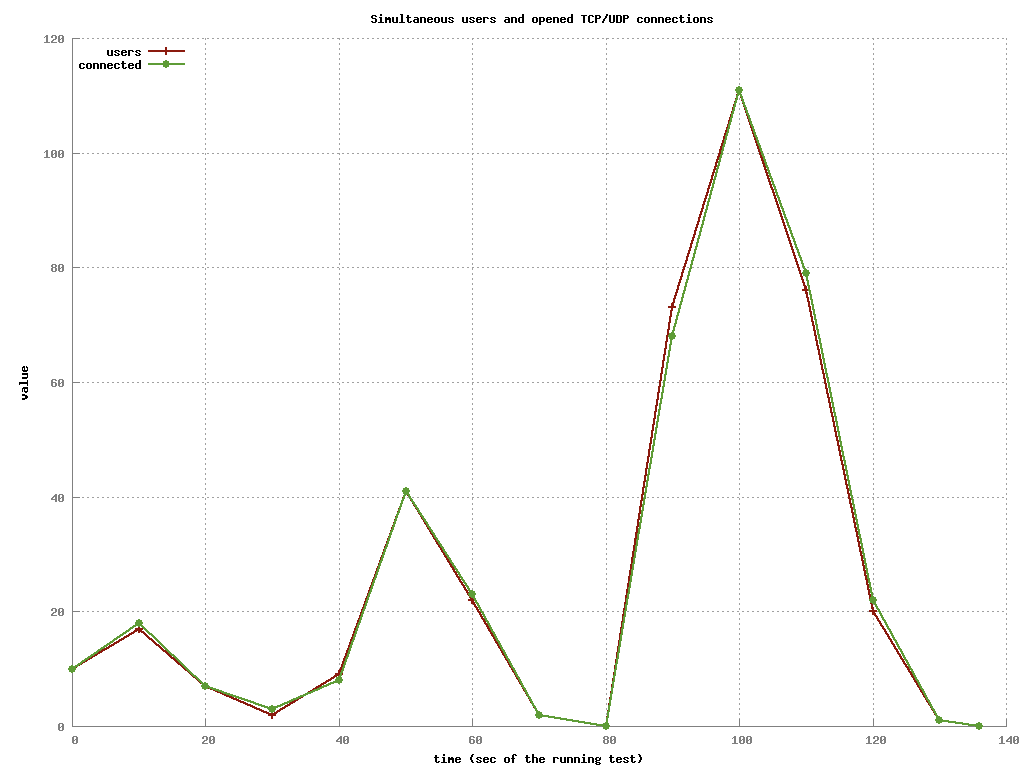 Simultaneous users and opened TCP/UDP connections
120
users
connected
100
80
60
40
20
0
value
0 20 40 60 80 100 120 140
time (sec of the running test)